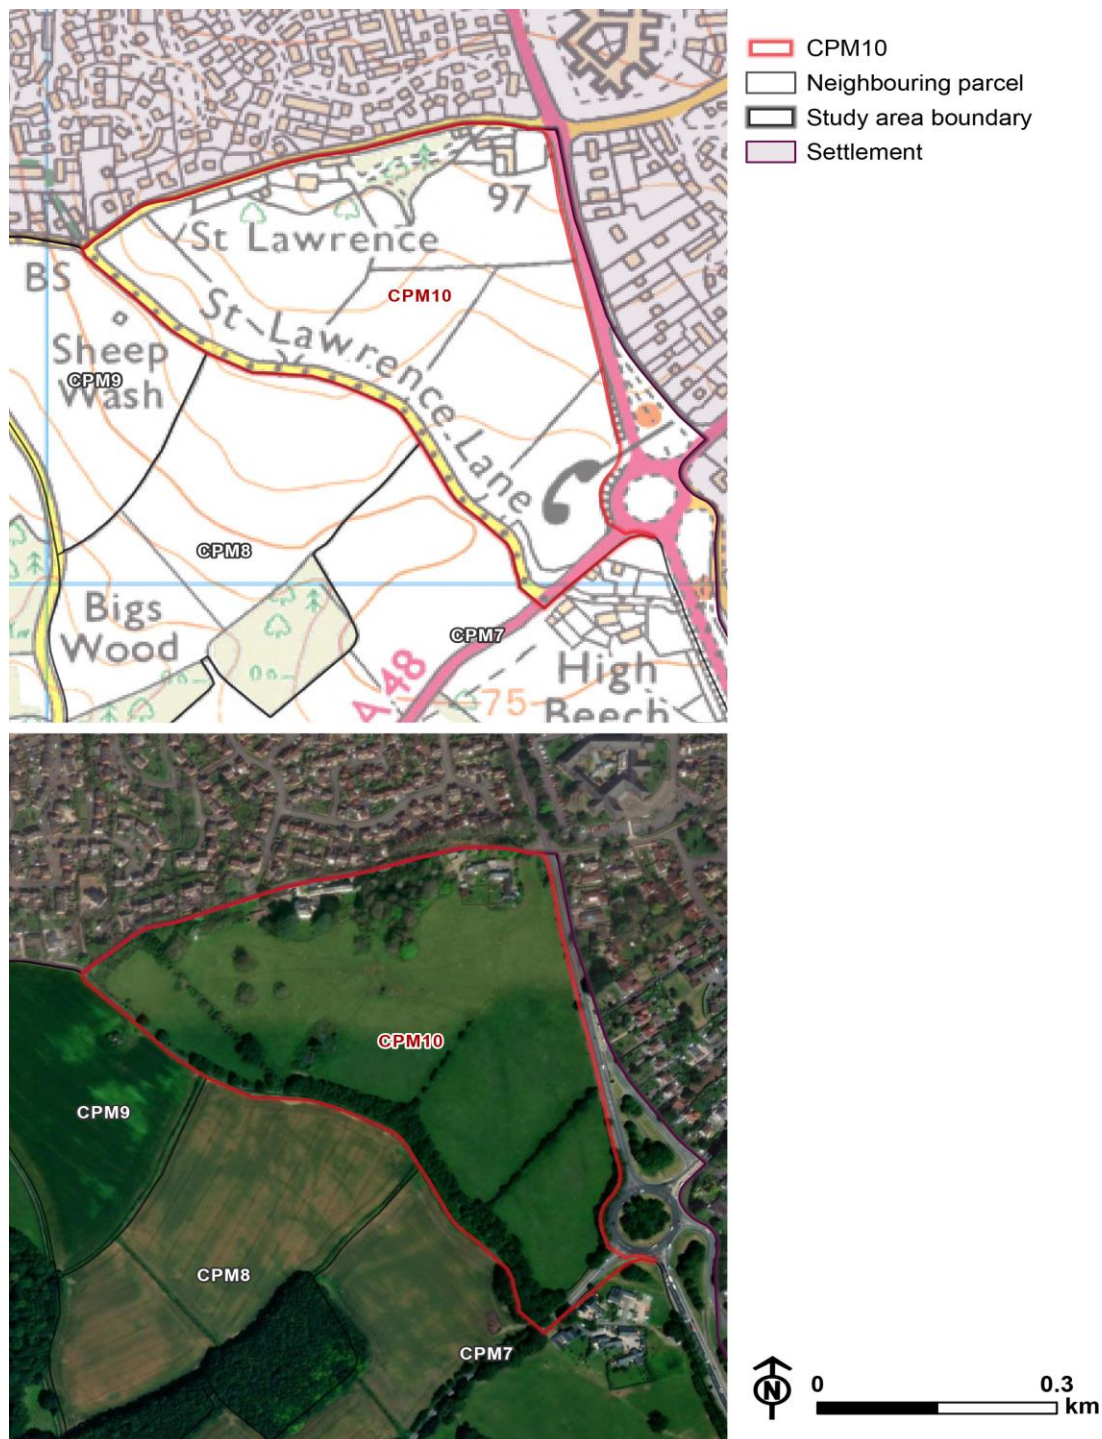 CPM10
Neighbouring parcel
Study area boundary
Settlement
97
St Lawrence
BS
CPM10
St Lawrence Lane
Sheep
Wash
CPM9
CPM8
Bigs
Wood
CPM7
A 48
75
High
Beech
CPM10
CPM9
CPM8
CPM7
N
0
0.3
km